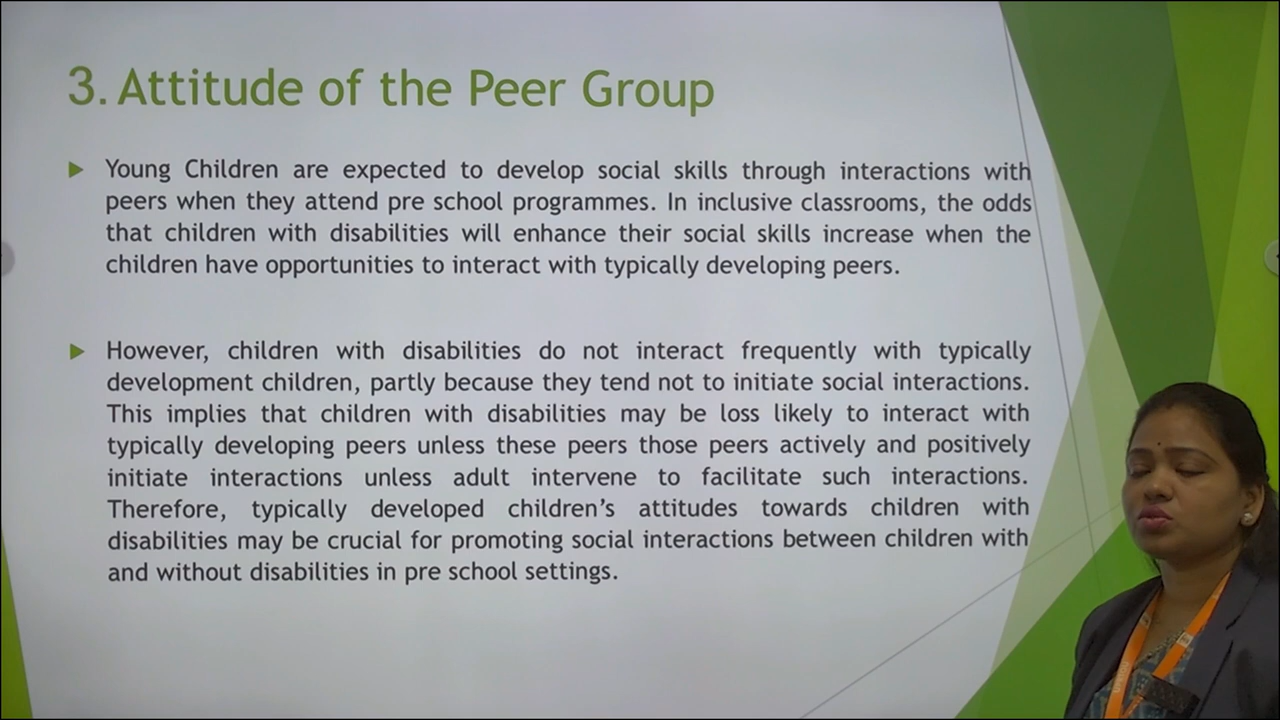 3. Attitude of the Peer Group
Young Children are expected to develop social skills through interactions with
peers when they attend pre school programmes. In inclusive classrooms, the odds
that children with disabilities will enhance their social skills increase when the
children have opportunities to interact with typically developing peers.
However, children with disabilities do not interact frequently with typically
development children, partly because they tend not to initiate social interactions.
This implies that children with disabilities may be loss likely to interact with
typically developing peers unless these peers those peers actively and positively
initiate interactions unless adult intervene to facilitate such interactions.
Therefore, typically developed children's attitudes towards children with
disabilities may be crucial for promoting social interactions between children with
and without disabilities in pre school settings.